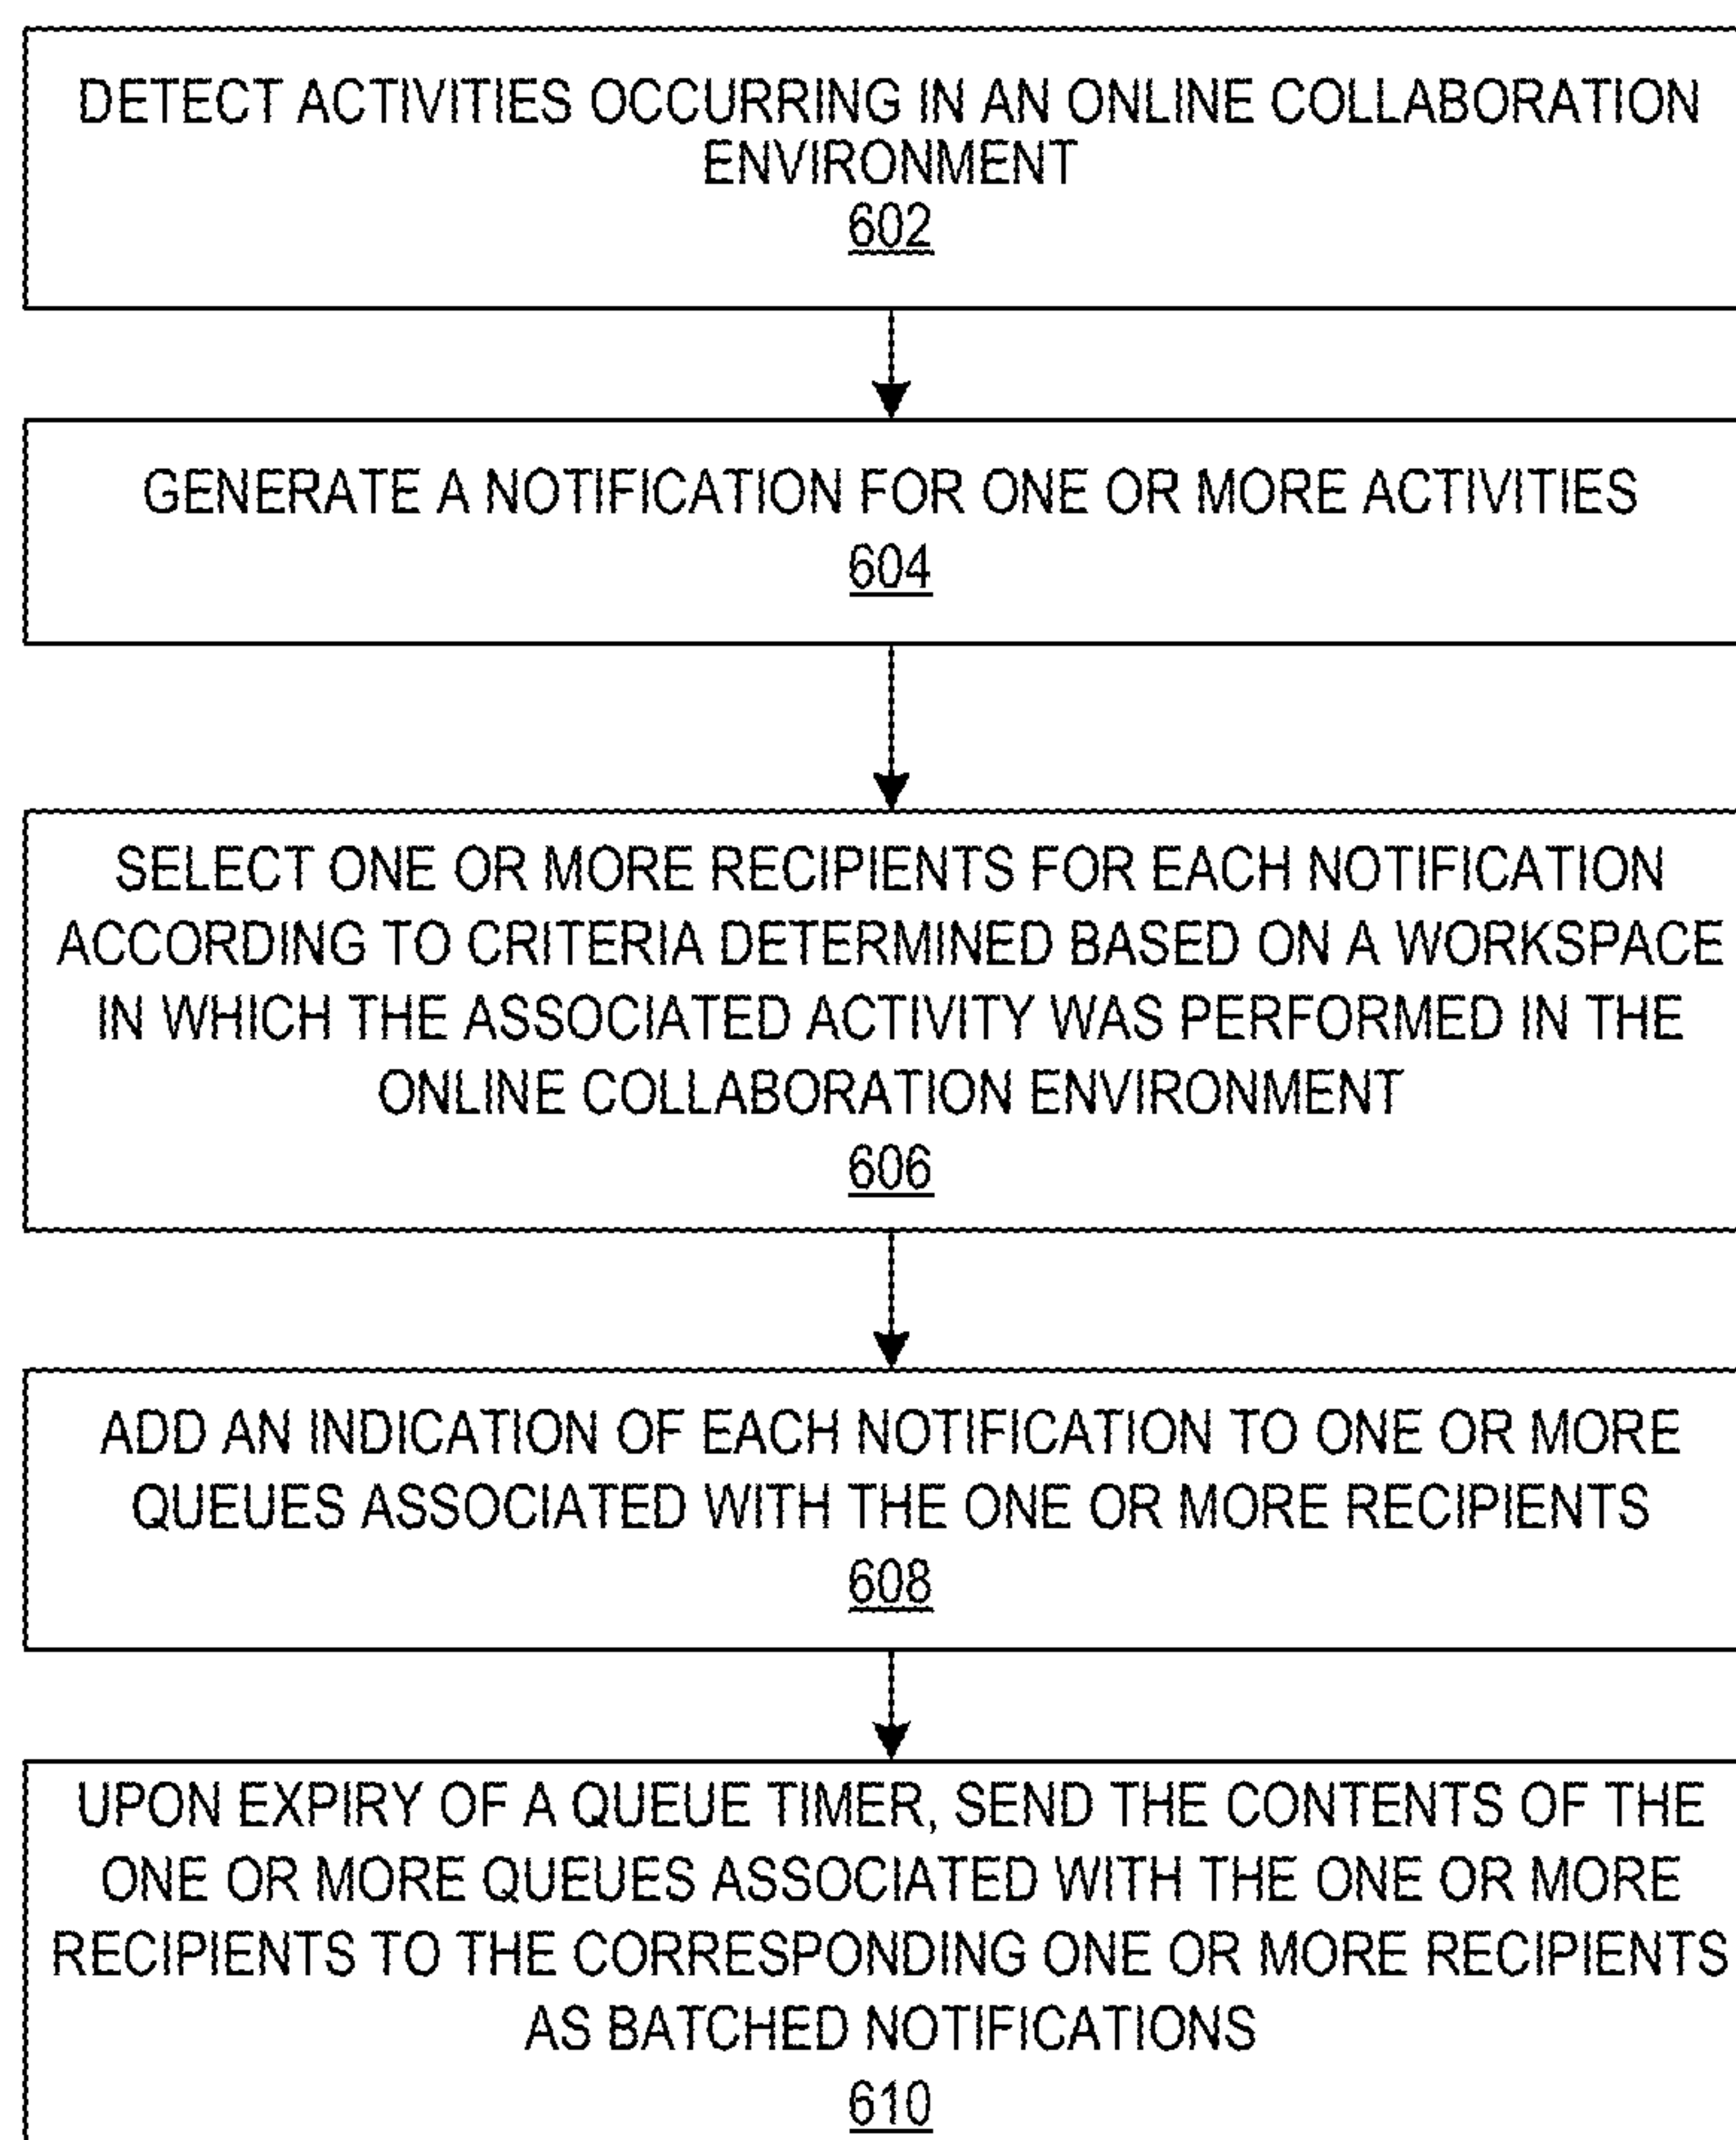 DETECT ACTIVITIES OCCURRING IN AN ONLINE COLLABORATION
ENVIRONMENT
602
GENERATE A NOTIFICATION FOR ONE OR MORE ACTIVITIES
604
SELECT ONE OR MORE RECIPIENTS FOR EACH NOTIFICATION
ACCORDING TO CRITERIA DETERMINED BASED ON A WORKSPACE
IN WHICH THE ASSOCIATED ACTIVITY WAS PERFORMED IN THE
ONLINE COLLABORATION ENVIRONMENT
606
ADD AN INDICATION OF EACH NOTIFICATION TO ONE OR MORE
QUEUES ASSOCIATED WITH THE ONE OR MORE RECIPIENTS
608
UPON EXPIRY OF A QUEUE TIMER, SEND THE CONTENTS OF THE
ONE OR MORE QUEUES ASSOCIATED WITH THE ONE OR MORE
RECIPIENTS TO THE CORRESPONDING ONE OR MORE RECIPIENTS
AS BATCHED NOTIFICATIONS
610